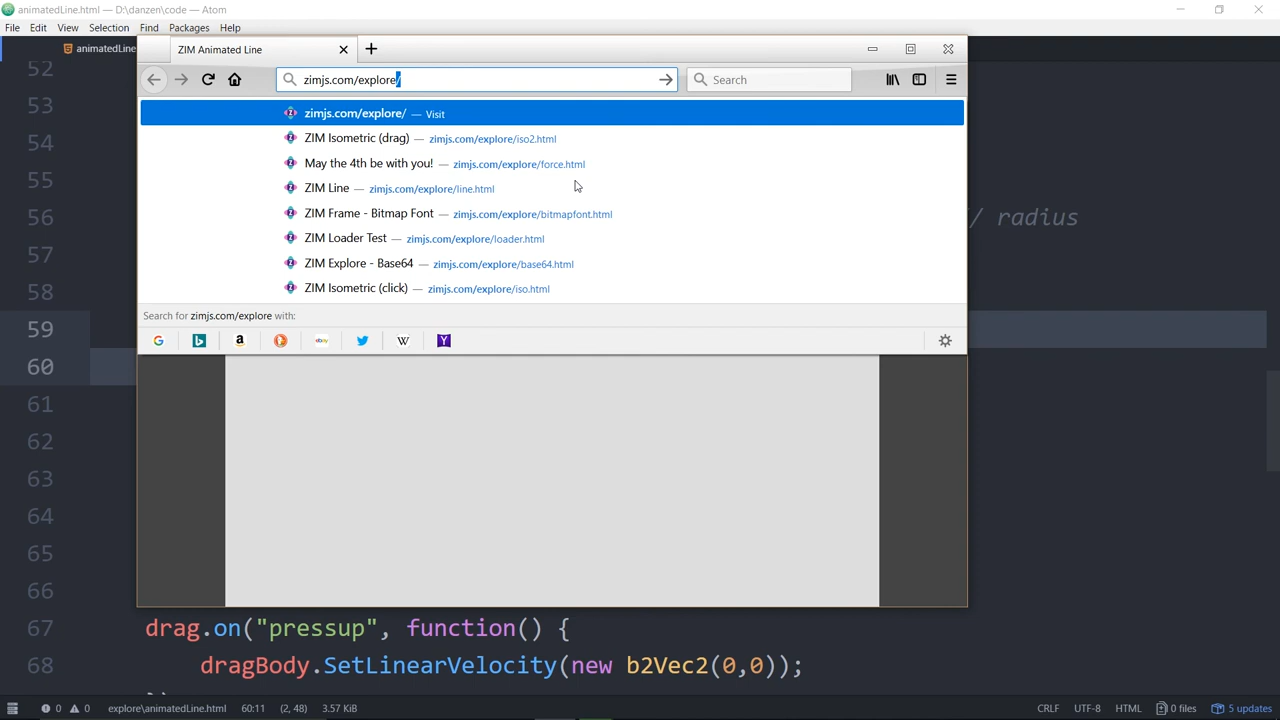 animatedLine.html — D:\danzen\code — Atom
File Edit View Selection Find Packages Help
animatedLine
ZIM Animated Line
zimjs.com/explore/
Search
zimjs.com/explore/ — Visit
ZIM Isometric (drag) — zimjs.com/explore/iso2.html
May the 4th be with you! — zimjs.com/explore/force.html
ZIM Line — zimjs.com/explore/line.html
ZIM Frame - Bitmap Font — zimjs.com/explore/bitmapfont.html
ZIM Loader Test — zimjs.com/explore/loader.html
ZIM Explore - Base64 — zimjs.com/explore/base64.html
ZIM Isometric (click) — zimjs.com/explore/iso.html
Search for zimjs.com/explore with:
52
53
54
55
56 // radius
57
58
59
60
61
62
63
64
65
66
67 drag.on("pressup", function() {
68 dragBody.SetLinearVelocity(new b2Vec2(0,0));
0 0 explore\animatedLine.html 60:11 (2, 48) 3.57 KiB CRLF UTF-8 HTML 0 files 5 updates